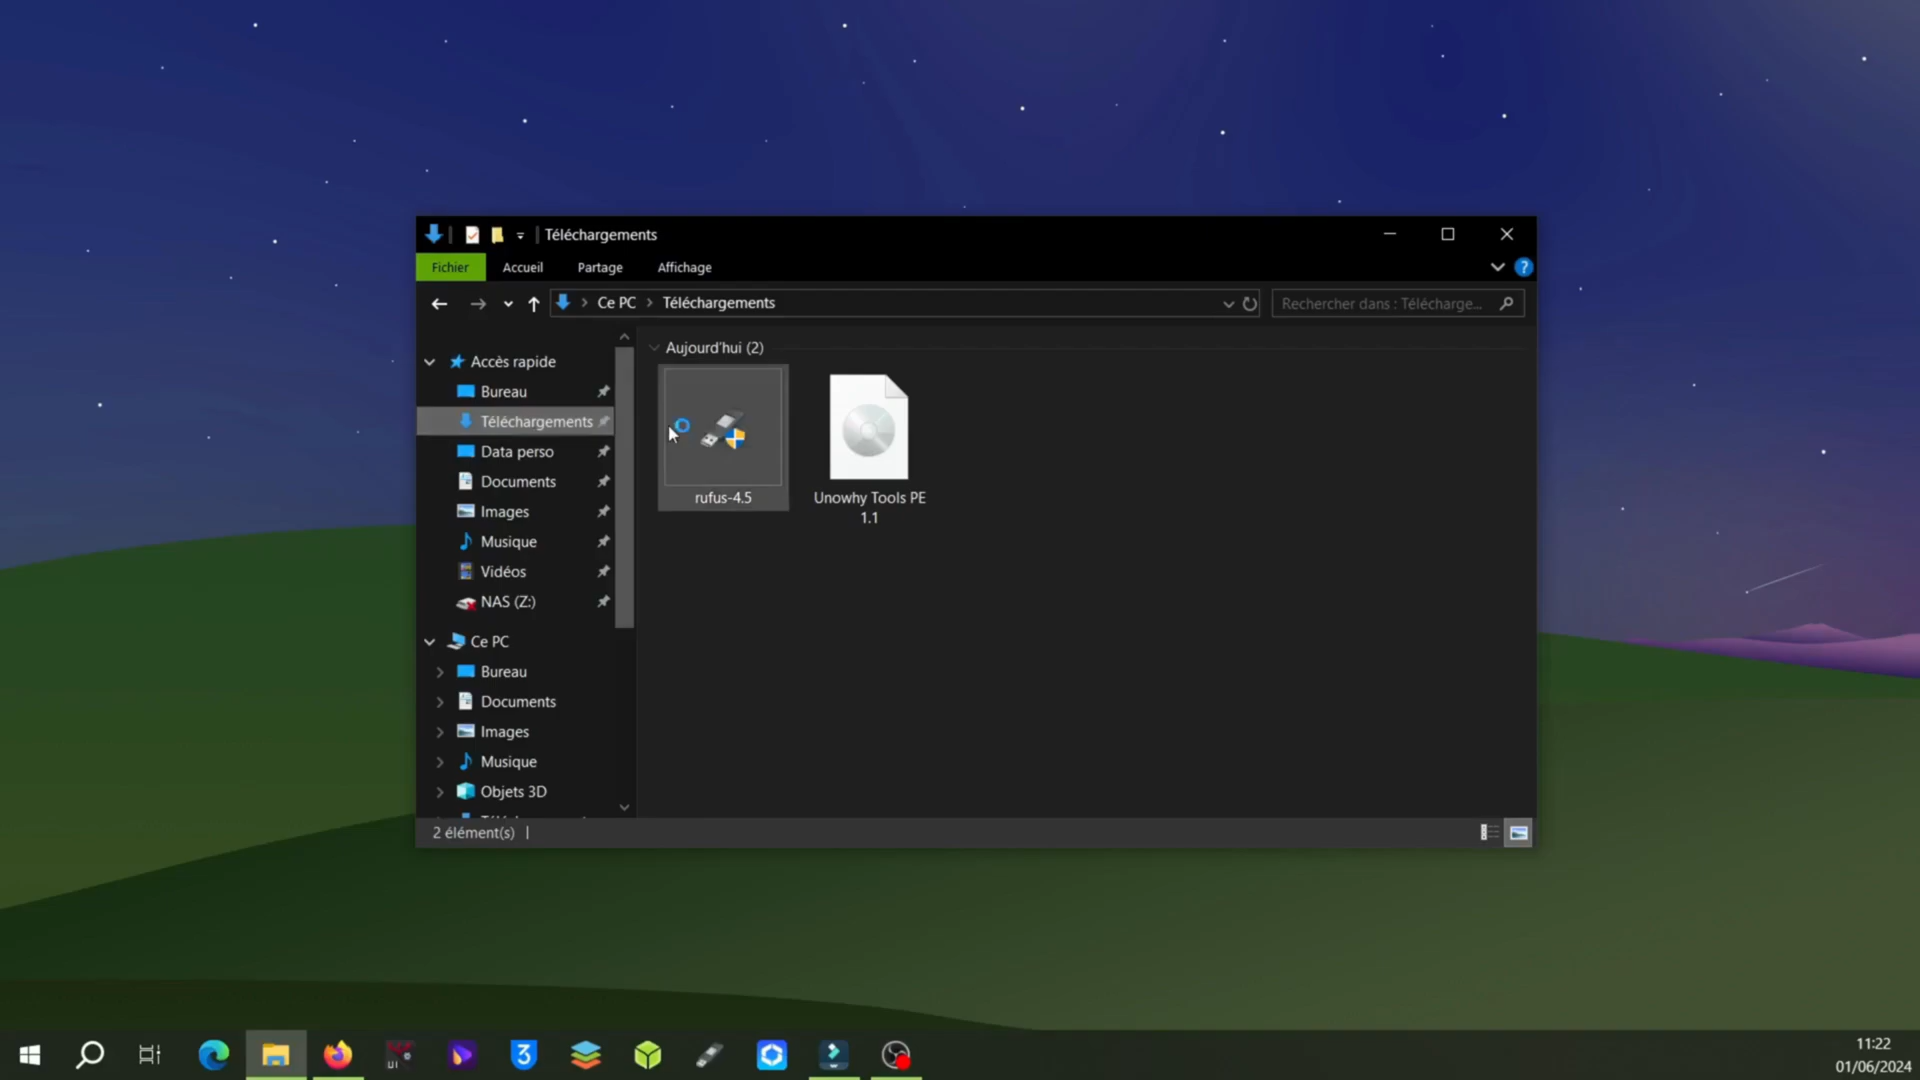 Téléchargements
Fichier
Accueil
Partage
Affichage
?
Ce PC
Téléchargements
Rechercher dans : Télécharge...
Accès rapide
Bureau
Téléchargements
Data perso
Documents
Images
Musique
Vidéos
NAS (Z:)
Ce PC
Bureau
Documents
Images
Musique
Objets 3D
Aujourd'hui (2)
rufus-4.5
Unowhy Tools PE
1.1
2 élément(s)
3
11:22
01/06/2024